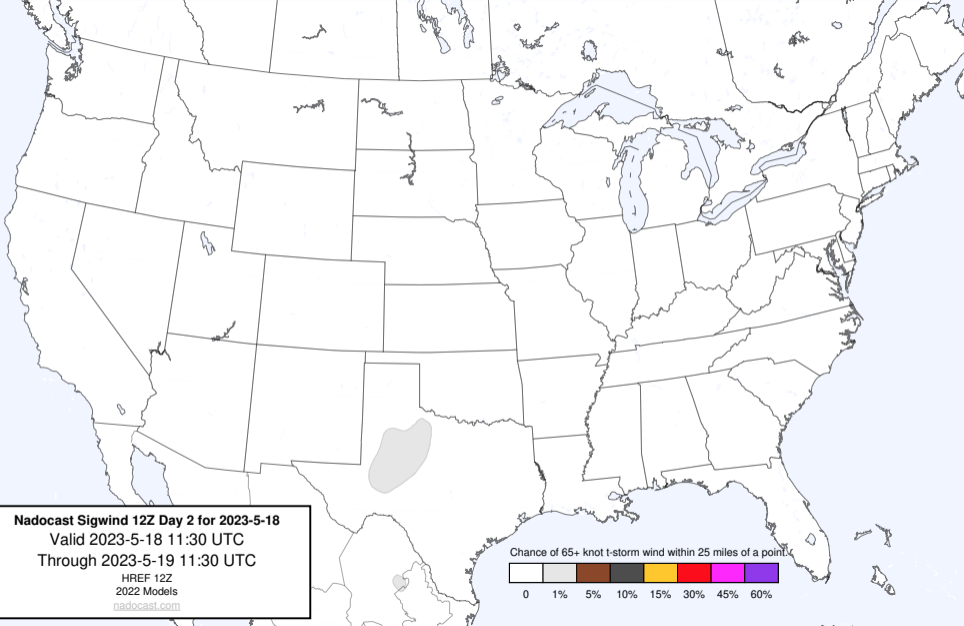 Nadocast Sigwind 12Z Day 2 for 2023-5-18
Valid 2023-5-18 11:30 UTC
Through 2023-5-19 11:30 UTC
HREF 12Z
2022 Models
nadocast.com
Chance of 65+ knot t-storm wind within 25 miles of a point.
0 1% 5% 10% 15% 30% 45% 60%